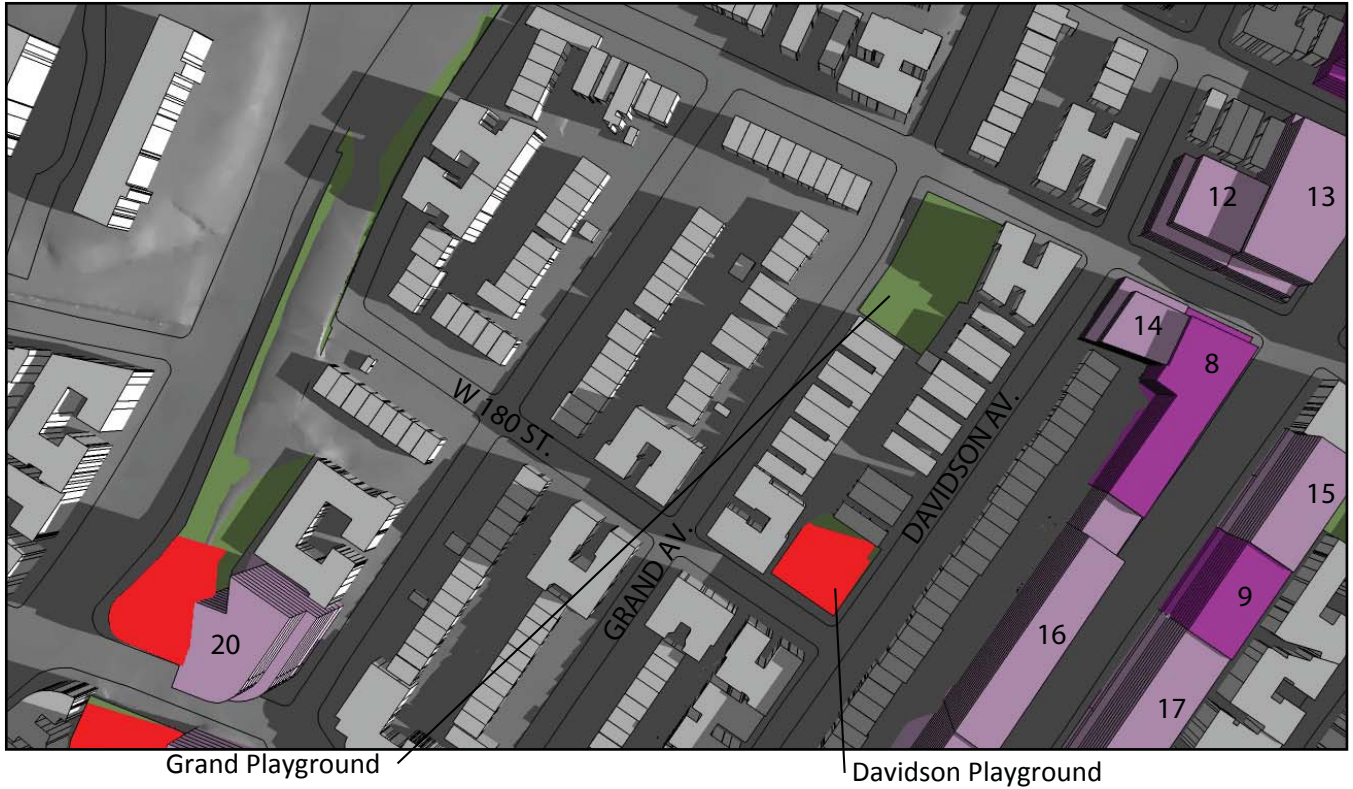 12
13
14
8
W 180 ST.
DAVIDSON AV.
GRAND AV.
15
9
16
20
17
Grand Playground
Davidson Playground